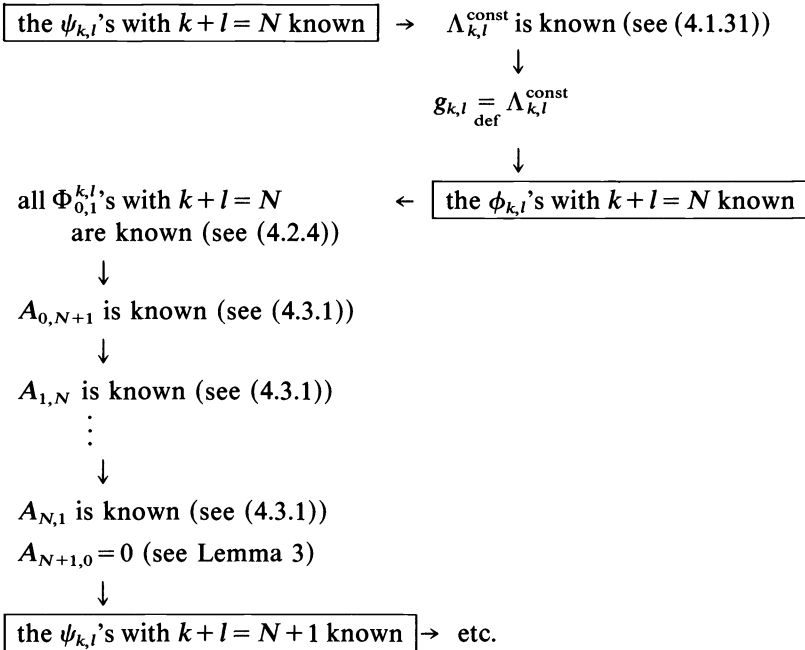 the ψ_{k,l}'s with k + l = N known → Λ_{k,l}^{const} is known (see (4.1.31))
↓
g_{k,l} =_{def} Λ_{k,l}^{const}
↓
all Φ_{0,1}^{k,l}'s with k + l = N ← the ϕ_{k,l}'s with k + l = N known
are known (see (4.2.4))
↓
A_{0,N+1} is known (see (4.3.1))
↓
A_{1,N} is known (see (4.3.1))
⋮
↓
A_{N,1} is known (see (4.3.1))
A_{N+1,0} = 0 (see Lemma 3)
↓
the ψ_{k,l}'s with k + l = N + 1 known → etc.